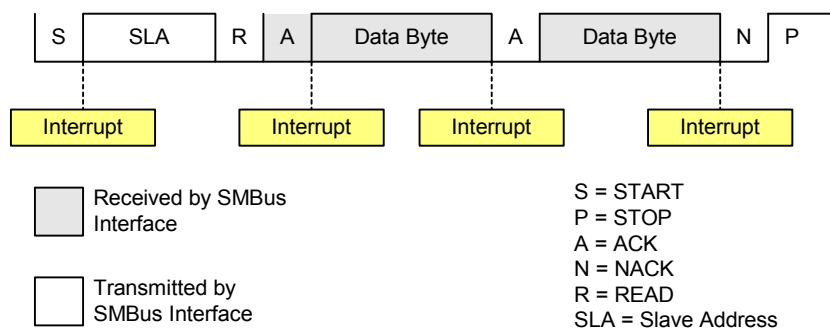 S SLA R A Data Byte A Data Byte N P
Interrupt Interrupt Interrupt Interrupt
Received by SMBus
Interface
Transmitted by
SMBus Interface
S = START
P = STOP
A = ACK
N = NACK
R = READ
SLA = Slave Address